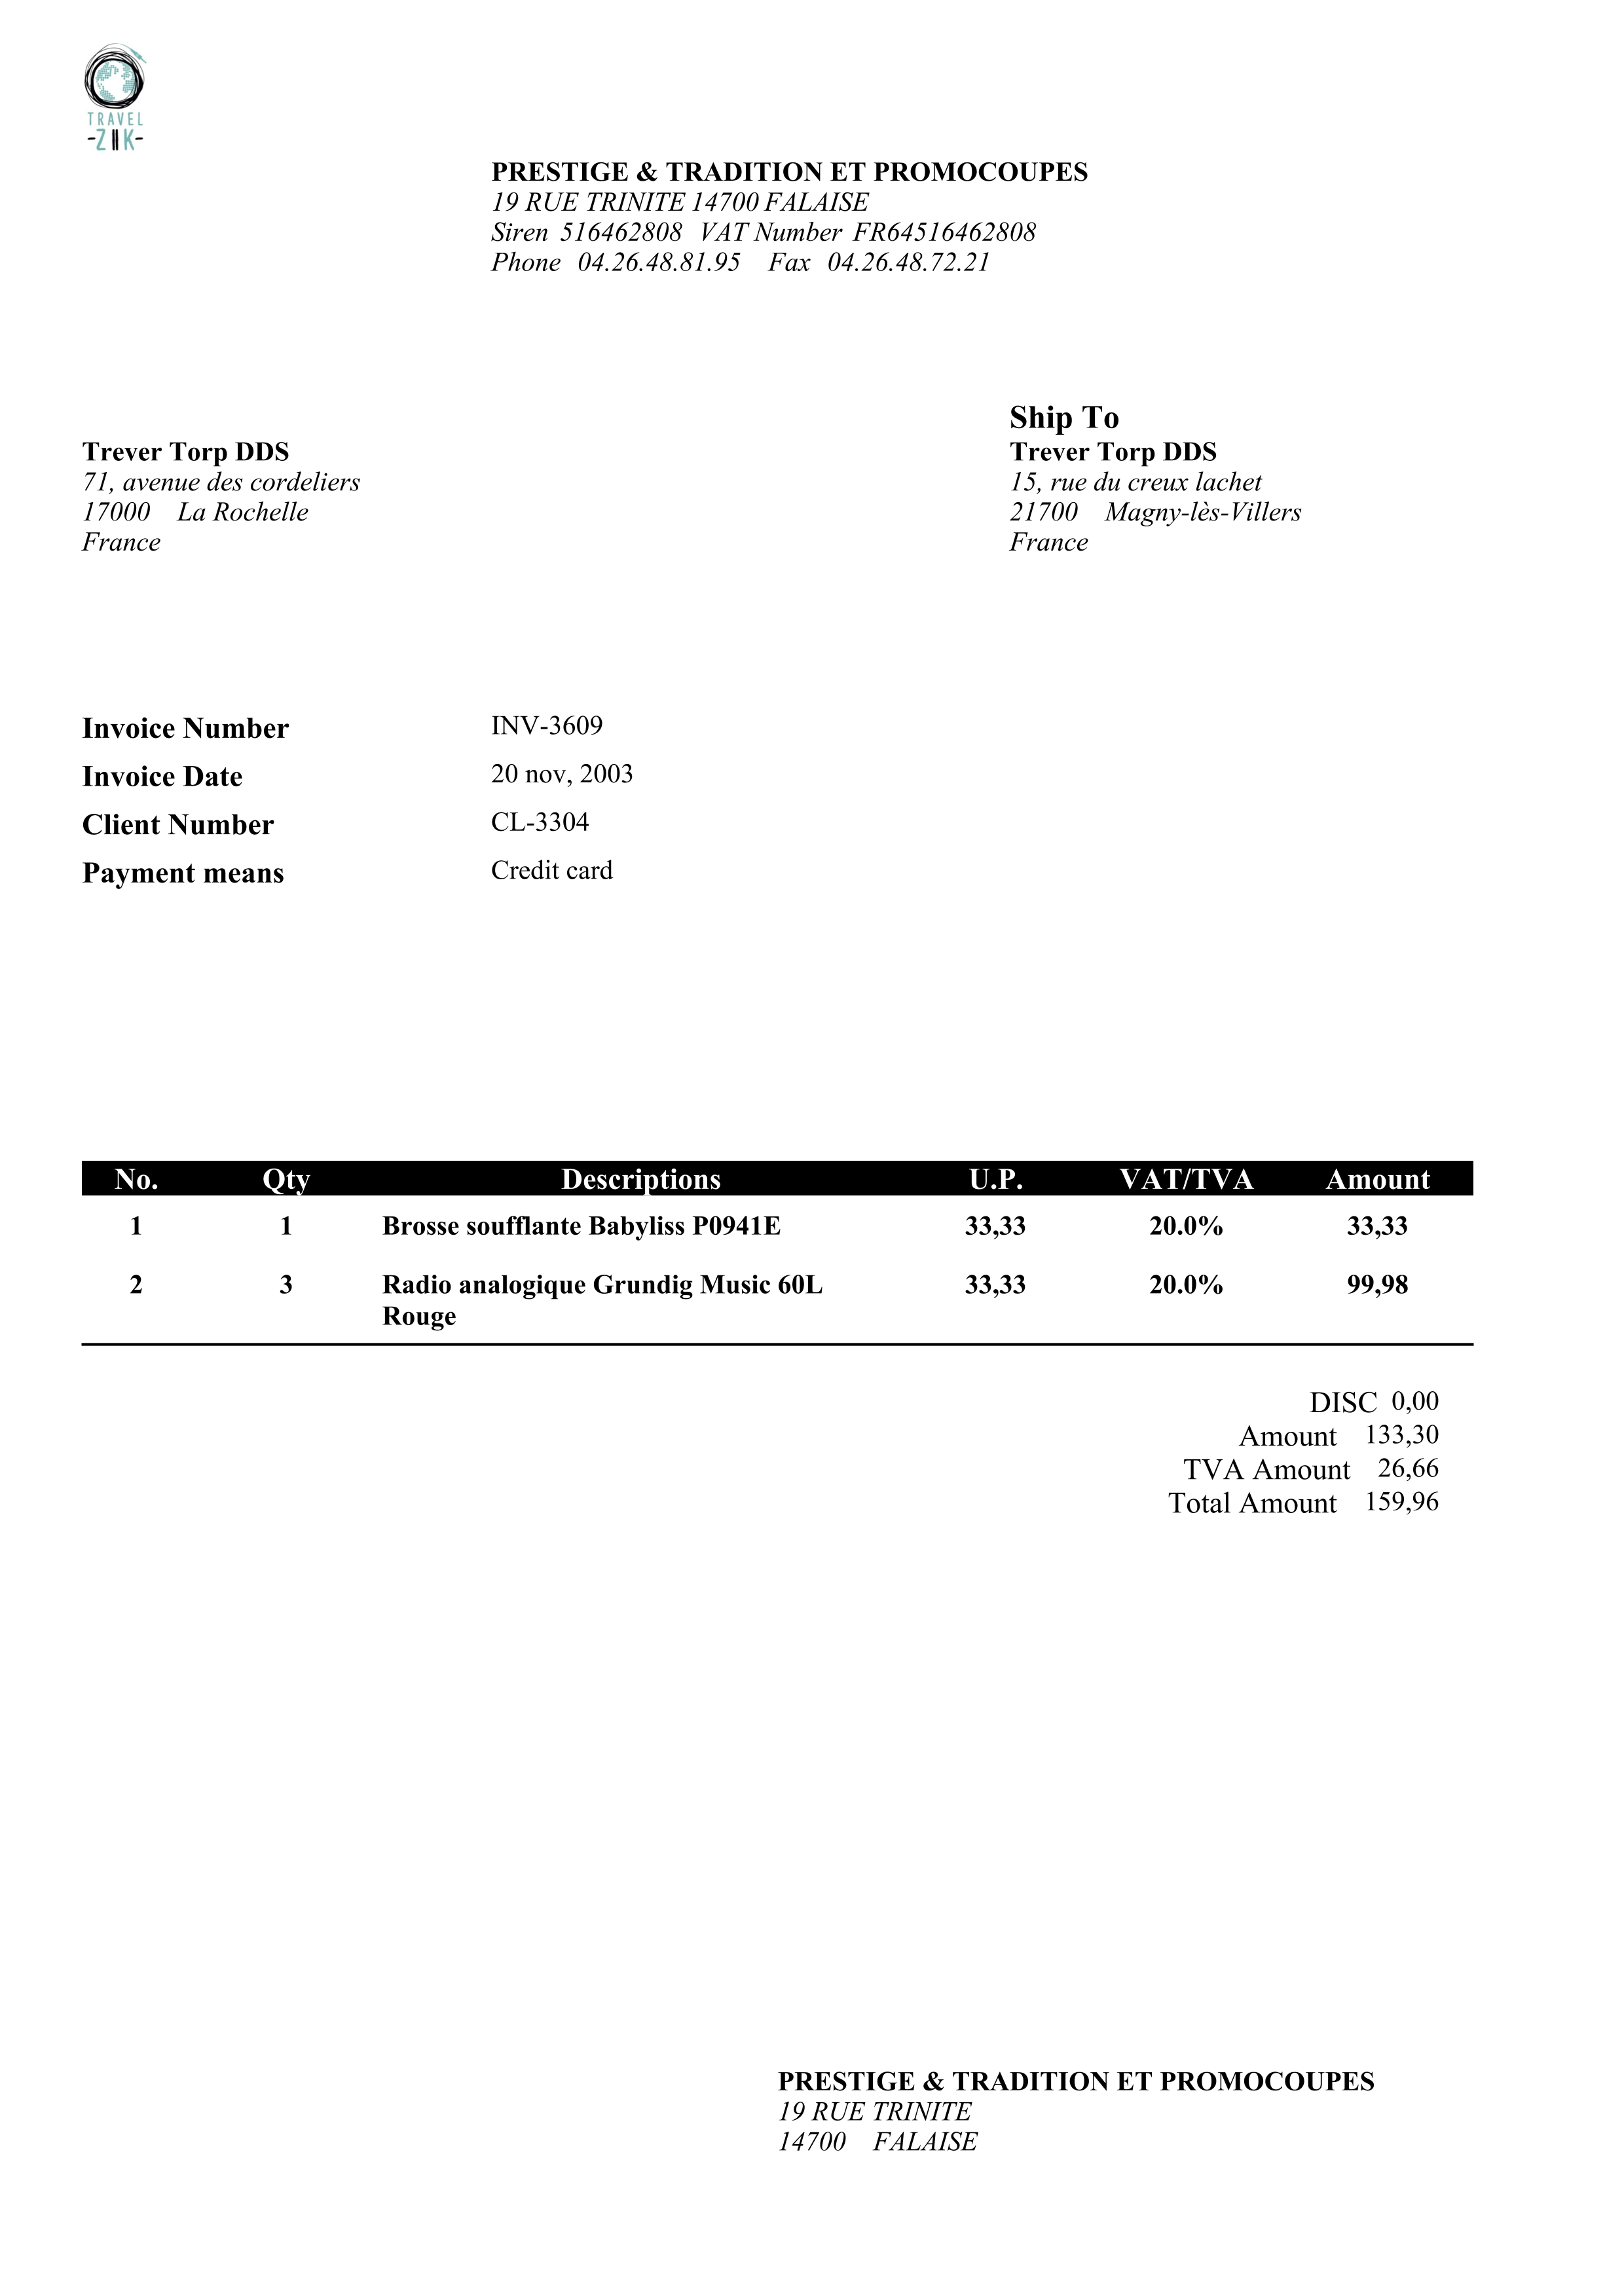 TRAVEL
-ZIIK-
PRESTIGE & TRADITION ET PROMOCOUPES
19 RUE TRINITE 14700 FALAISE
Siren 516462808 VAT Number FR64516462808
Phone 04.26.48.81.95 Fax 04.26.48.72.21
Trever Torp DDS
71, avenue des cordeliers
17000 La Rochelle
France
Ship To
Trever Torp DDS
15, rue du creux lachet
21700 Magny-lès-Villers
France
Invoice Number INV-3609
Invoice Date 20 nov, 2003
Client Number CL-3304
Payment means Credit card
No. Qty Descriptions U.P. VAT/TVA Amount
1 1 Brosse soufflante Babyliss P0941E 33,33 20.0% 33,33
2 3 Radio analogique Grundig Music 60L 33,33 20.0% 99,98
Rouge
DISC 0,00
Amount 133,30
TVA Amount 26,66
Total Amount 159,96
PRESTIGE & TRADITION ET PROMOCOUPES
19 RUE TRINITE
14700 FALAISE